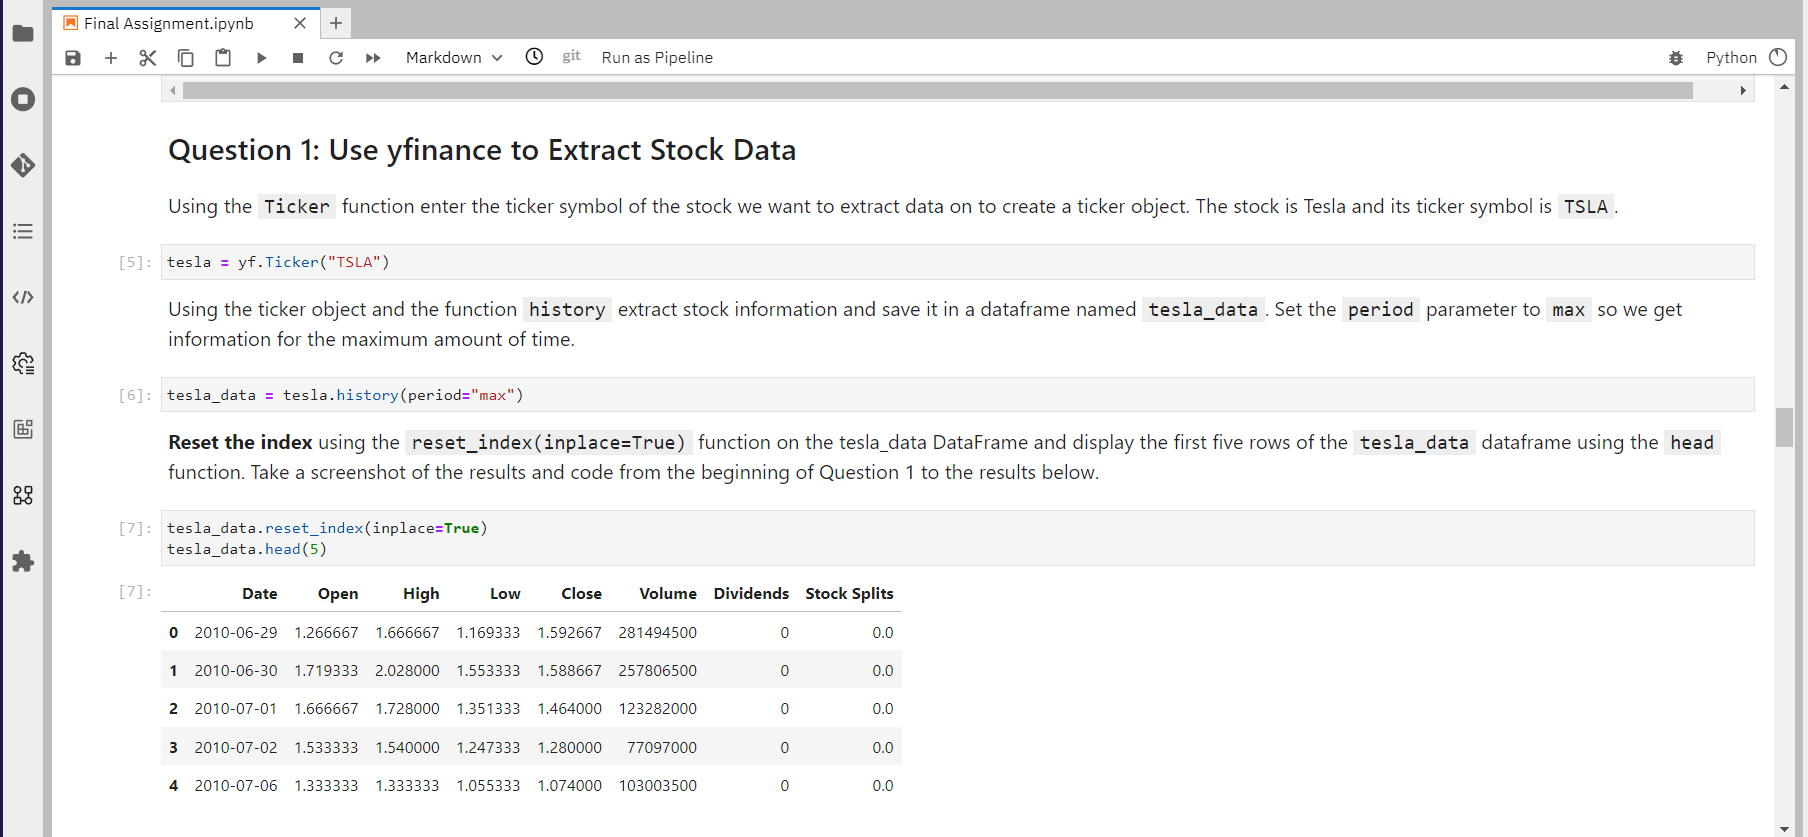 Final Assignment.ipynb
Markdown
git
Run as Pipeline
Python
Question 1: Use yfinance to Extract Stock Data
Using the Ticker function enter the ticker symbol of the stock we want to extract data on to create a ticker object. The stock is Tesla and its ticker symbol is TSLA.
[5]: tesla = yf.Ticker("TSLA")
Using the ticker object and the function history extract stock information and save it in a dataframe named tesla_data. Set the period parameter to max so we get
information for the maximum amount of time.
[6]: tesla_data = tesla.history(period="max")
Reset the index using the reset_index(inplace=True) function on the tesla_data DataFrame and display the first five rows of the tesla_data dataframe using the head
function. Take a screenshot of the results and code from the beginning of Question 1 to the results below.
[7]: tesla_data.reset_index(inplace=True)
tesla_data.head(5)
[7]: Date Open High Low Close Volume Dividends Stock Splits
0 2010-06-29 1.266667 1.666667 1.169333 1.592667 281494500 0 0.0
1 2010-06-30 1.719333 2.028000 1.553333 1.588667 257806500 0 0.0
2 2010-07-01 1.666667 1.728000 1.351333 1.464000 123282000 0 0.0
3 2010-07-02 1.533333 1.540000 1.247333 1.280000 77097000 0 0.0
4 2010-07-06 1.333333 1.333333 1.055333 1.074000 103003500 0 0.0